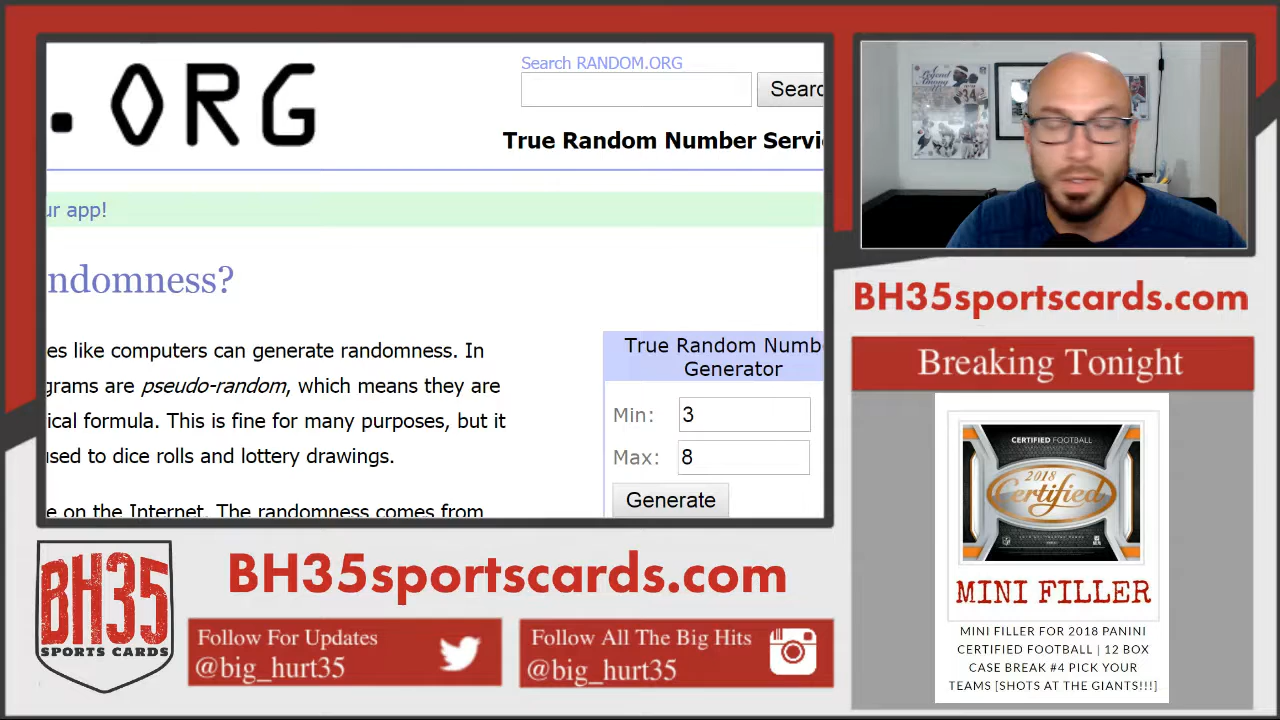 .ORG
Search RANDOM.ORG
Searc
True Random Number Servi
ur app!
ndomness?
es like computers can generate randomness. In
grams are pseudo-random, which means they are
ical formula. This is fine for many purposes, but it
used to dice rolls and lottery drawings.
e on the Internet. The randomness comes from
True Random Numb
Generator
Min: 3
Max: 8
Generate
BH35sportscards.com
Breaking Tonight
CERTIFIED FOOTBALL
2018
Certified
MINI FILLER
MINI FILLER FOR 2018 PANINI
CERTIFIED FOOTBALL | 12 BOX
CASE BREAK #4 PICK YOUR
TEAMS [SHOTS AT THE GIANTS!!!]
BH35
SPORTS CARDS
BH35sportscards.com
Follow For Updates
@big_hurt35
Follow All The Big Hits
@big_hurt35